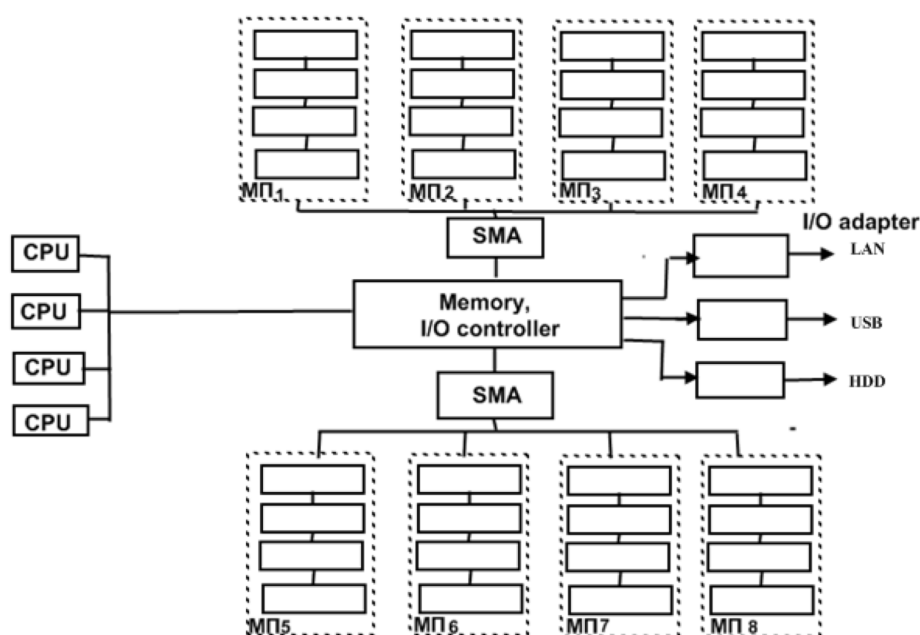 МП1
МП2
МП3
МП4
SMA
I/O adapter
LAN
CPU
CPU
CPU
CPU
Memory,
I/O controller
USB
HDD
SMA
МП5
МП6
МП7
МП 8